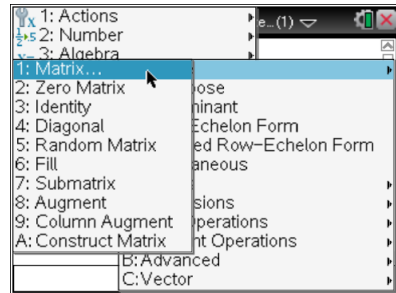 1: Actions
2: Number
3: Algebra
e...(1)
1: Matrix...
2: Zero Matrix
3: Identity
4: Diagonal
5: Random Matrix
6: Fill
7: Submatrix
8: Augment
9: Column Augment
A: Construct Matrix
ose
inant
Echelon Form
ed Row-Echelon Form
aneous
sions
perations
nt Operations
B: Advanced
C: Vector